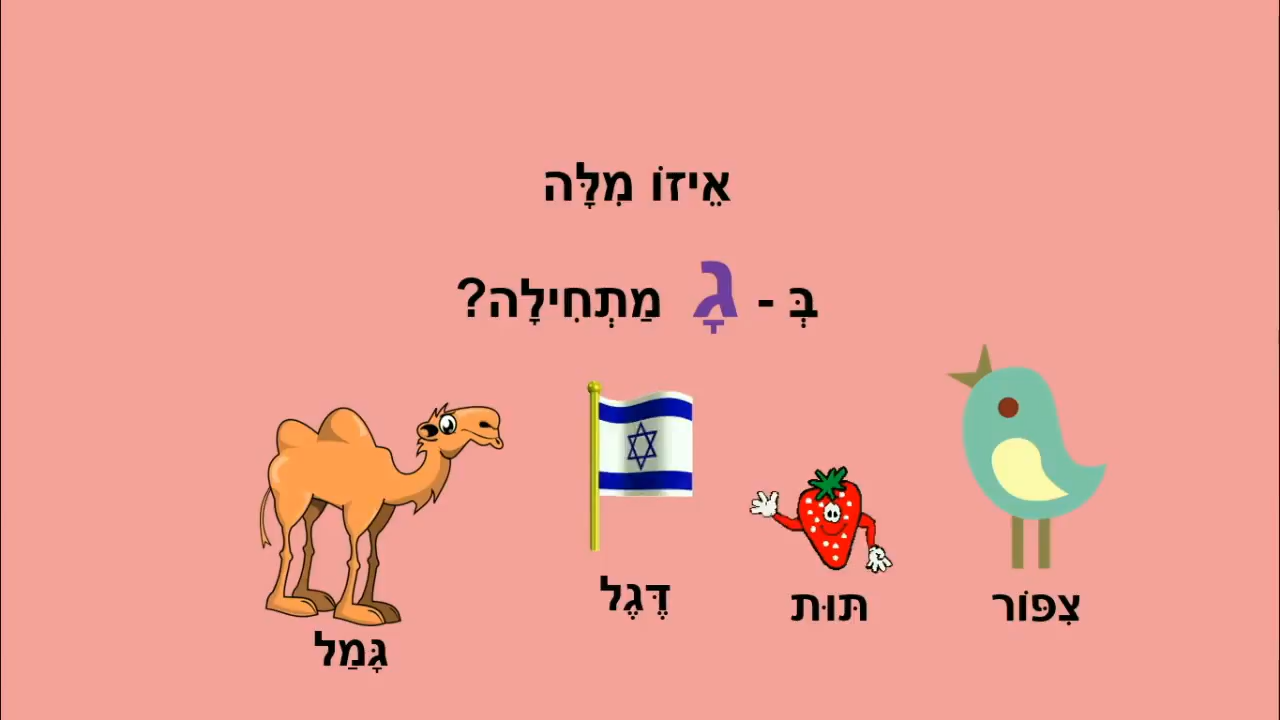 אֵיזוֹ מִלָּה
בְּ - גָ מַתְחִילָה?
צִפּוֹר
תּוּת
דֶּגֶל
גָּמַל